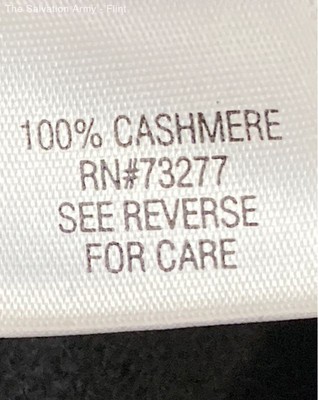 The Salvation Army - Flint
100% CASHMERE
RN#73277
SEE REVERSE
FOR CARE